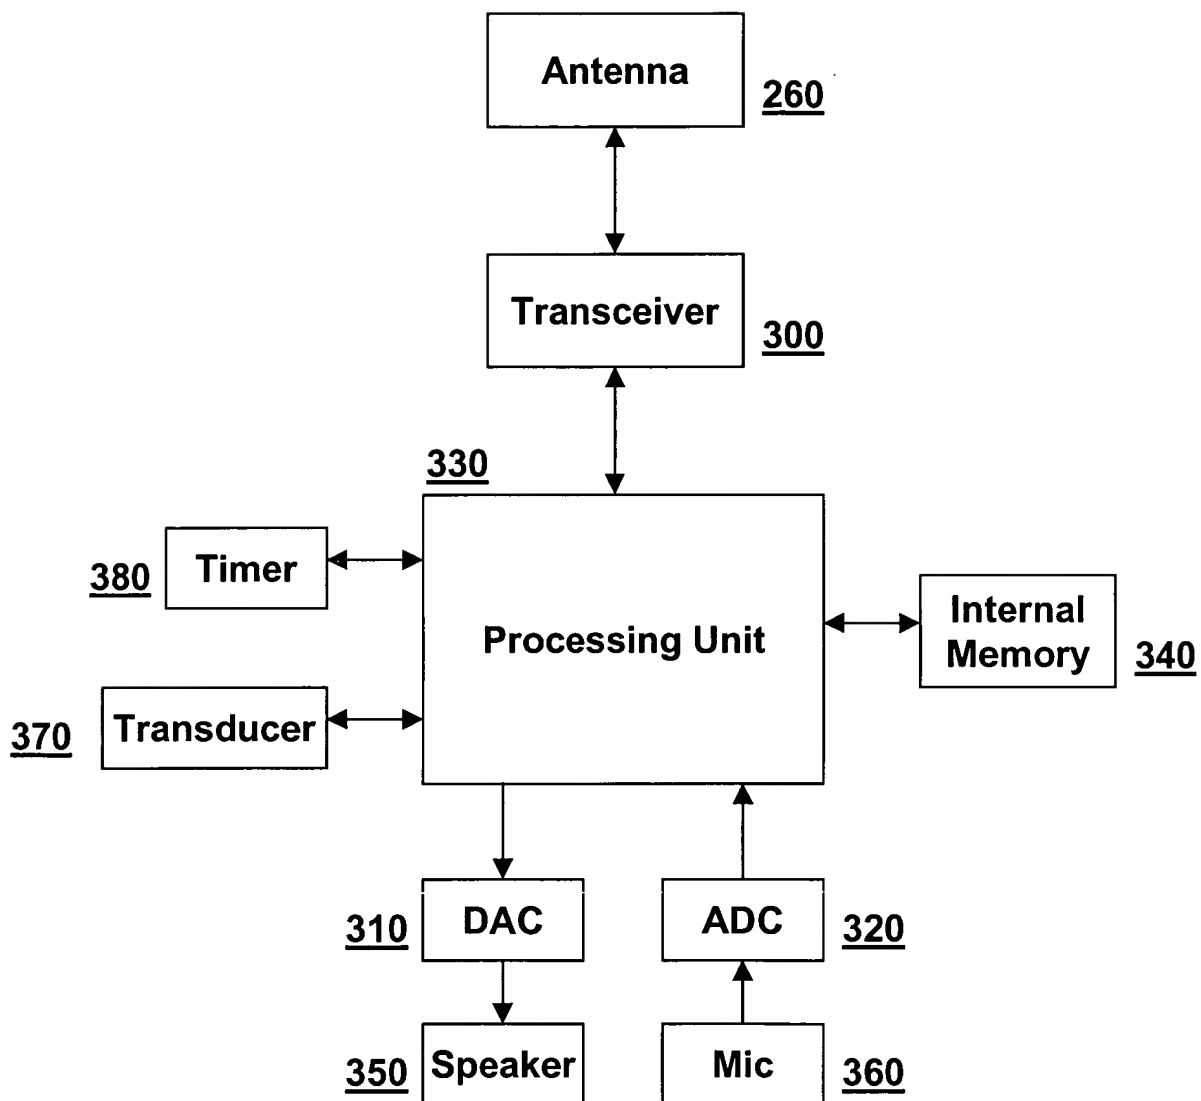 Antenna
260
Transceiver
300
330
Timer
380
Processing Unit
Internal
Memory
340
Transducer
370
DAC
310
ADC
320
Speaker
350
Mic
360